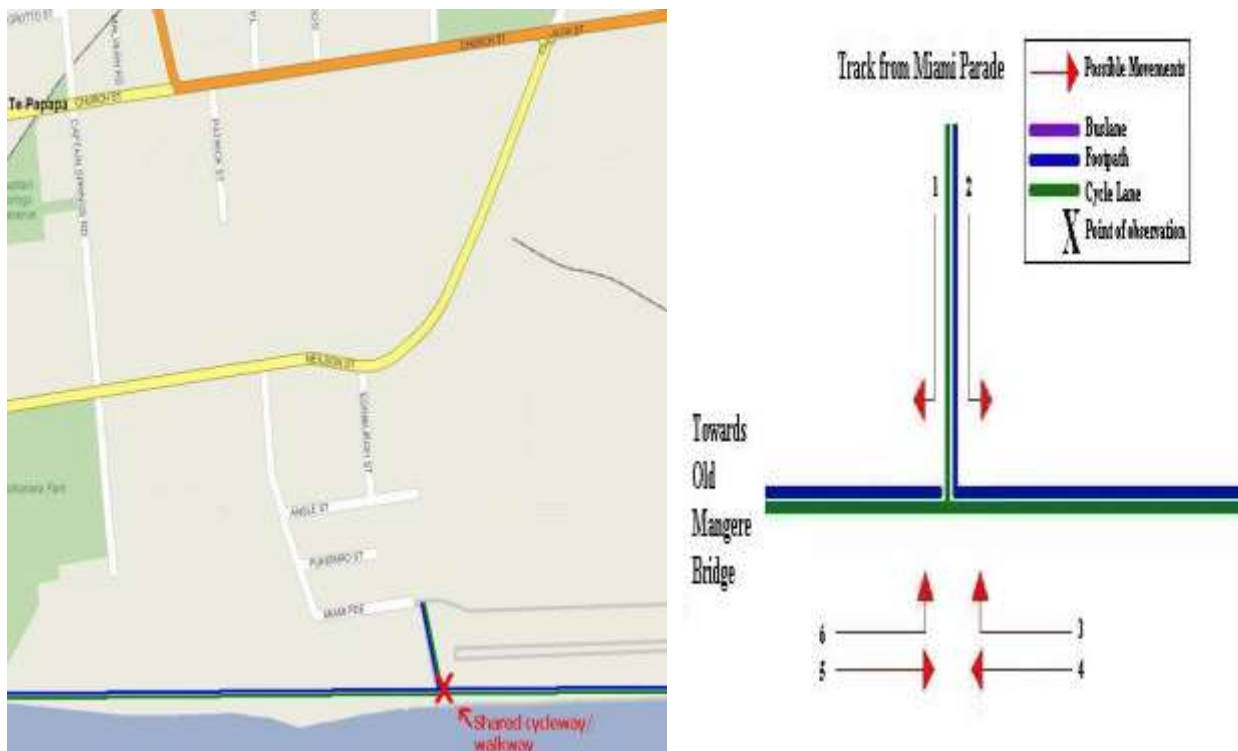 CHURCH ST
CHURCH ST
Te Papapa
CAPTAIN SPRINGS RD
PATRICK ST
NEILSON ST
EDINBURGH ST
ANGLE ST
MIAMI PDE
Shared cycleway/
walkway
Track from Miami Parade
Possible Movements
Buslane
Footpath
Cycle Lane
X Point of observation
1
2
Towards
Old
Mangere
Bridge
6
3
5
4